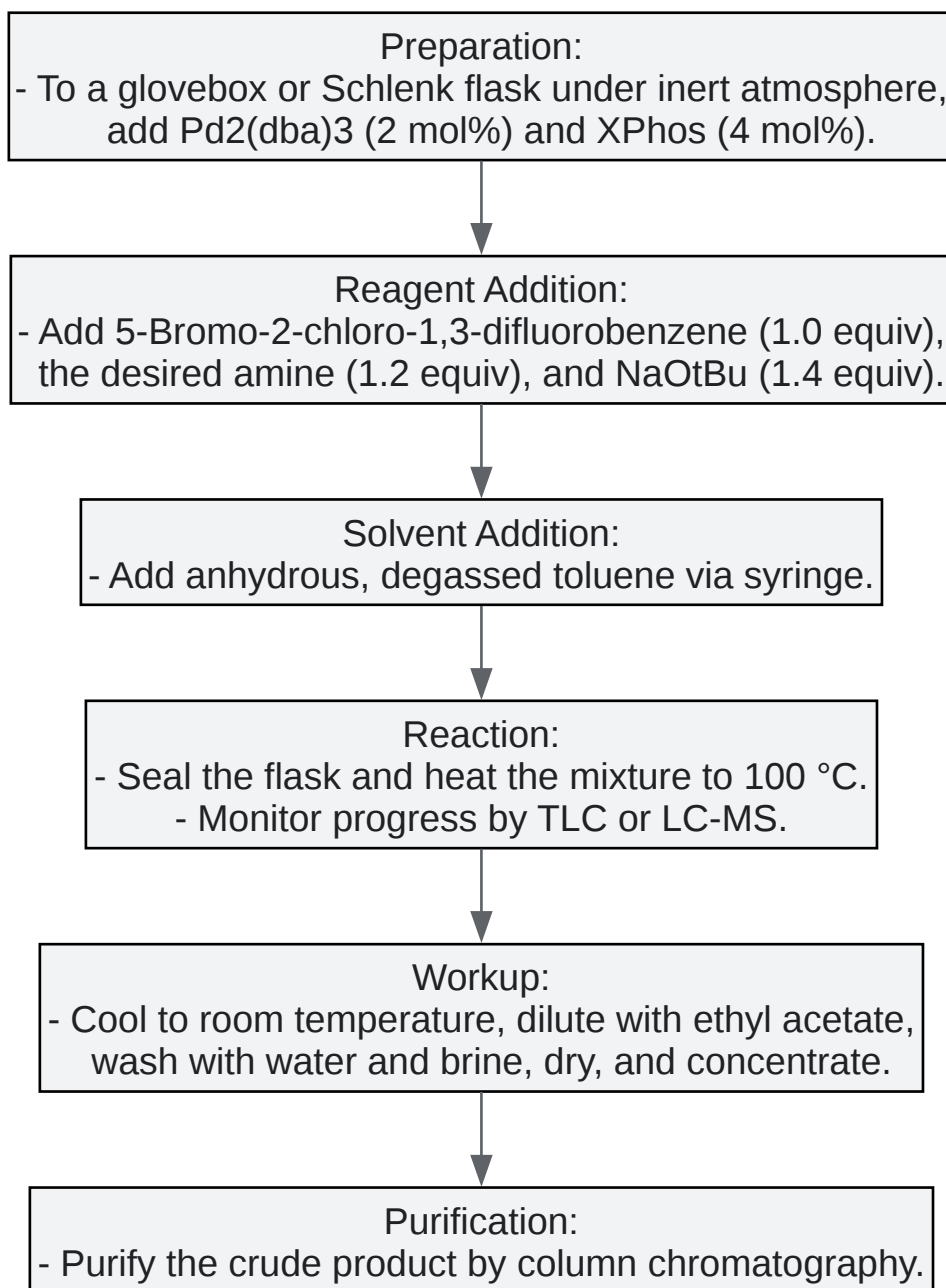 Preparation:
- To a glovebox or Schlenk flask under inert atmosphere,
add Pd2(dba)3 (2 mol%) and XPhos (4 mol%).
Reagent Addition:
- Add 5-Bromo-2-chloro-1,3-difluorobenzene (1.0 equiv),
the desired amine (1.2 equiv), and NaOtBu (1.4 equiv).
Solvent Addition:
- Add anhydrous, degassed toluene via syringe.
Reaction:
- Seal the flask and heat the mixture to 100 °C.
- Monitor progress by TLC or LC-MS.
Workup:
- Cool to room temperature, dilute with ethyl acetate,
wash with water and brine, dry, and concentrate.
Purification:
- Purify the crude product by column chromatography.